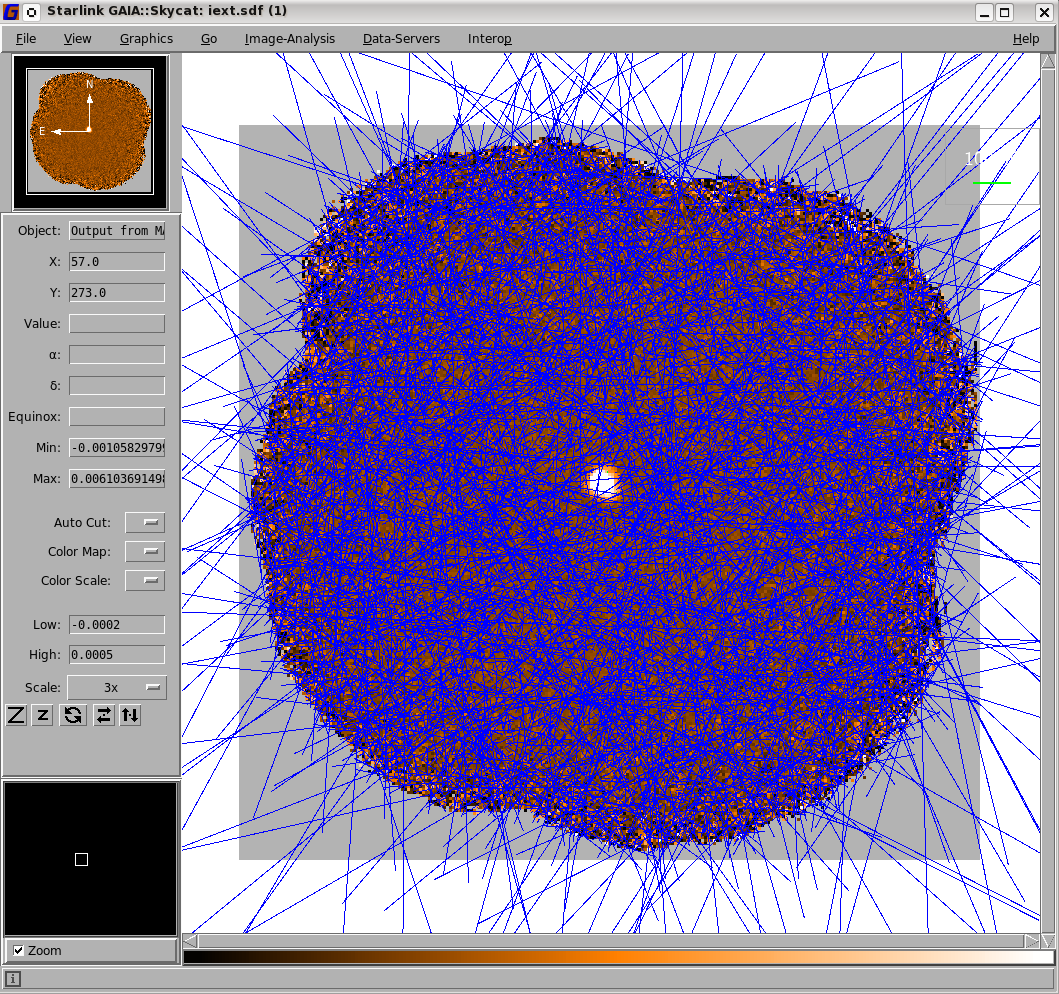 Starlink GAIA::Skycat: iext.sdf (1)
File View Graphics Go Image-Analysis Data-Servers Interop Help
N
E
Object: Output from MA
X: 57.0
Y: 273.0
Value:
α:
δ:
Equinox:
Min: -0.0010582979
Max: 0.006103691498
Auto Cut:
Color Map:
Color Scale:
Low: -0.0002
High: 0.0005
Scale: 3x
Z z
Zoom